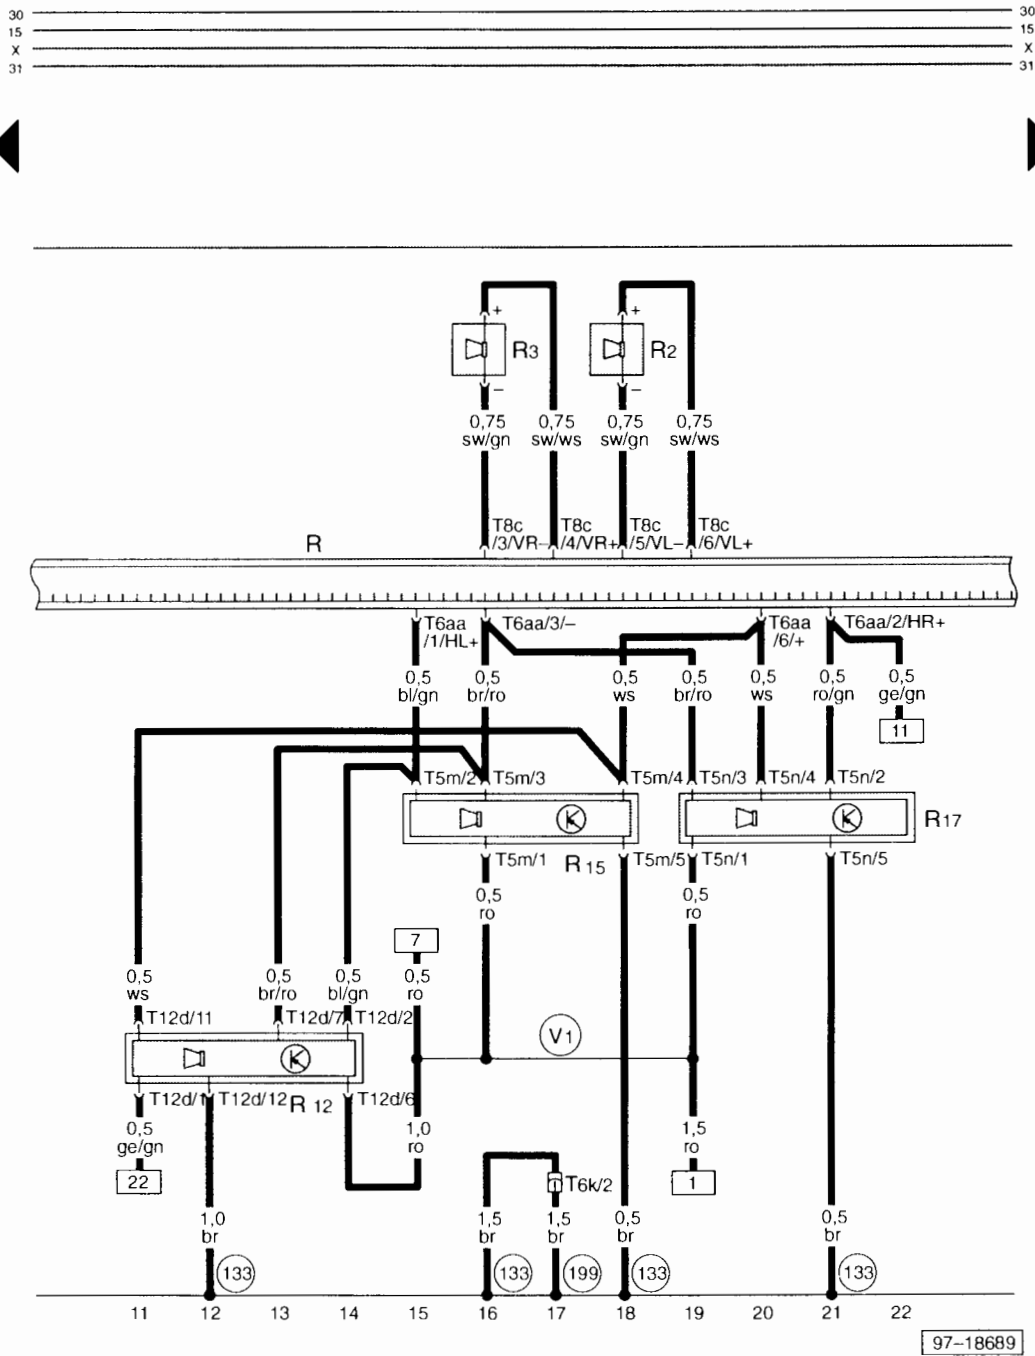 30 30
15 15
X X
31 31
+ +
R3 R2
– –
0,75 0,75 0,75 0,75
sw/gn sw/ws sw/gn sw/ws
R T8c T8c T8c T8c
/3/VR– /4/VR+ /5/VL– /6/VL+
T6aa T6aa/3/– T6aa T6aa/2/HR+
/1/HL+ /6/+
0,5 0,5 0,5 0,5 0,5 0,5 0,5
bl/gn br/ro ws br/ro ws ro/gn ge/gn
11
T5m/2 T5m/3 T5m/4 T5n/3 T5n/4 T5n/2
R17
T5m/1 R15 T5m/5 T5n/1 T5n/5
0,5 0,5
ro ro
7
0,5 0,5 0,5 0,5
ws br/ro bl/gn ro
T12d/11 T12d/7 T12d/2
V1
T12d/1 T12d/12 R12 T12d/6
0,5 1,0 1,5
ge/gn ro ro
22 T6k/2 1
1,0 1,5 1,5 0,5 0,5
br br br br br
133 133 199 133 133
11 12 13 14 15 16 17 18 19 20 21 22
97–18689